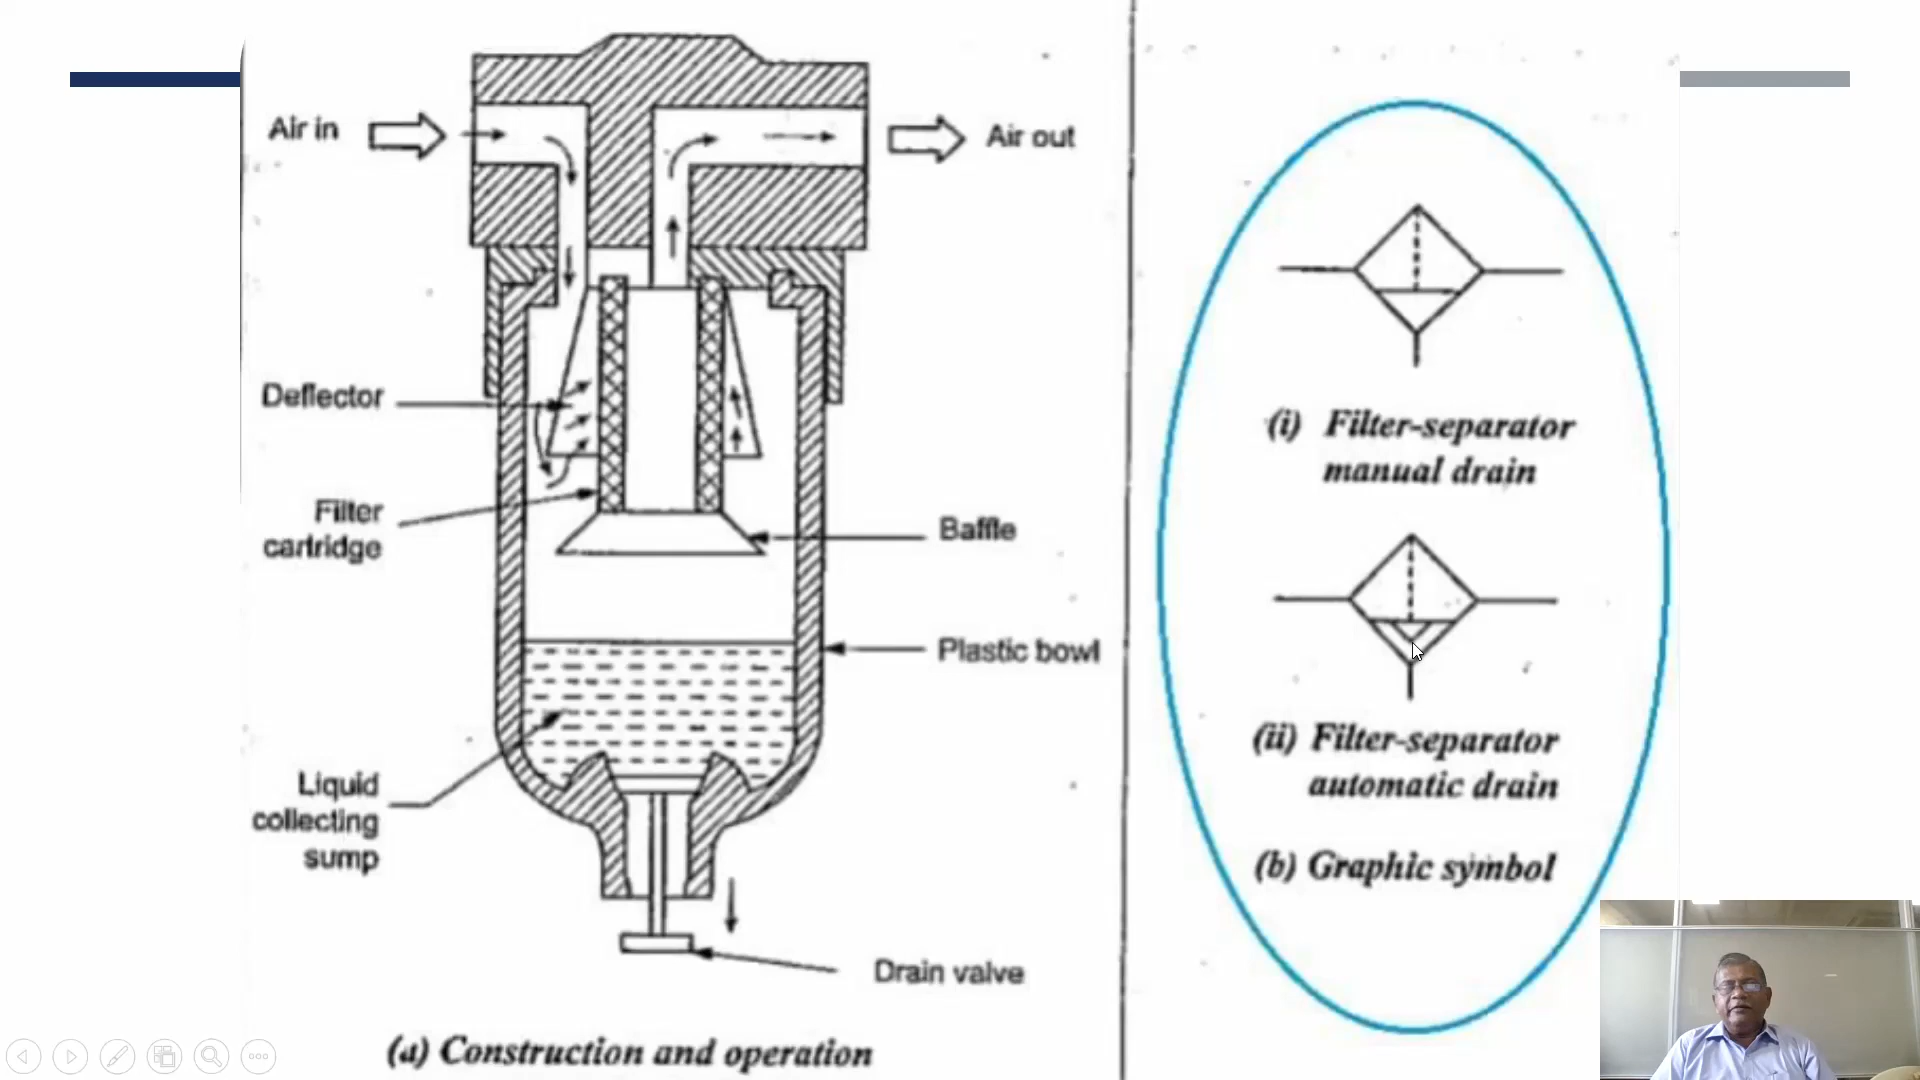 Air in
Air out
Deflector
Filter
cartridge
Baffle
Plastic bowl
Liquid
collecting
sump
Drain valve
(a) Construction and operation
(i) Filter-separator
manual drain
(ii) Filter-separator
automatic drain
(b) Graphic symbol